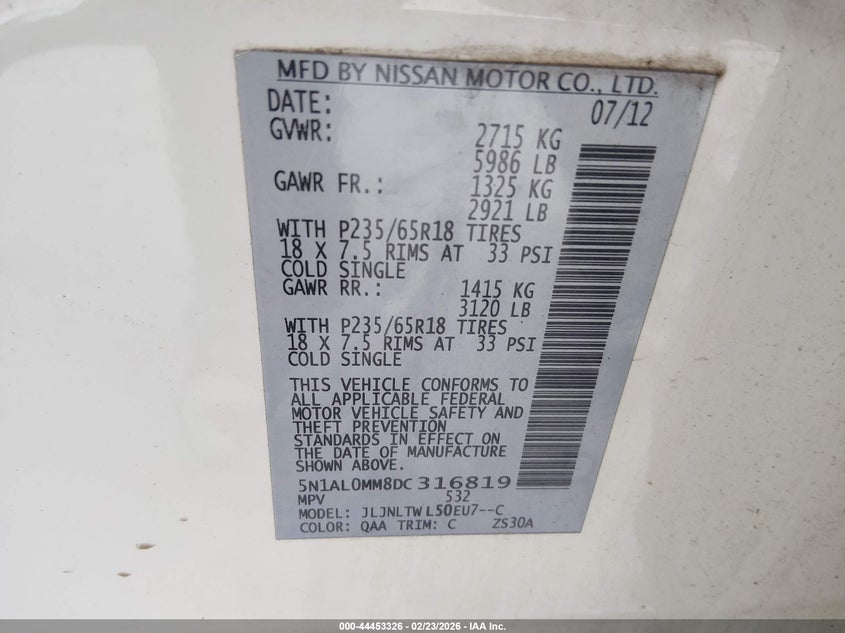 MFD BY NISSAN MOTOR CO., LTD.
DATE: 07/12
GVWR: 2715 KG
5986 LB
GAWR FR.: 1325 KG
2921 LB
WITH P235/65R18 TIRES
18 X 7.5 RIMS AT 33 PSI
COLD SINGLE
GAWR RR.: 1415 KG
3120 LB
WITH P235/65R18 TIRES
18 X 7.5 RIMS AT 33 PSI
COLD SINGLE
THIS VEHICLE CONFORMS TO
ALL APPLICABLE FEDERAL
MOTOR VEHICLE SAFETY AND
THEFT PREVENTION
STANDARDS IN EFFECT ON
THE DATE OF MANUFACTURE
SHOWN ABOVE.
5N1AL0MM8DC316819
MPV 532
MODEL: JLJNLTWL50EU7--C
COLOR: QAA TRIM: C ZS30A
000-44453326 - 02/23/2026 - IAA Inc.